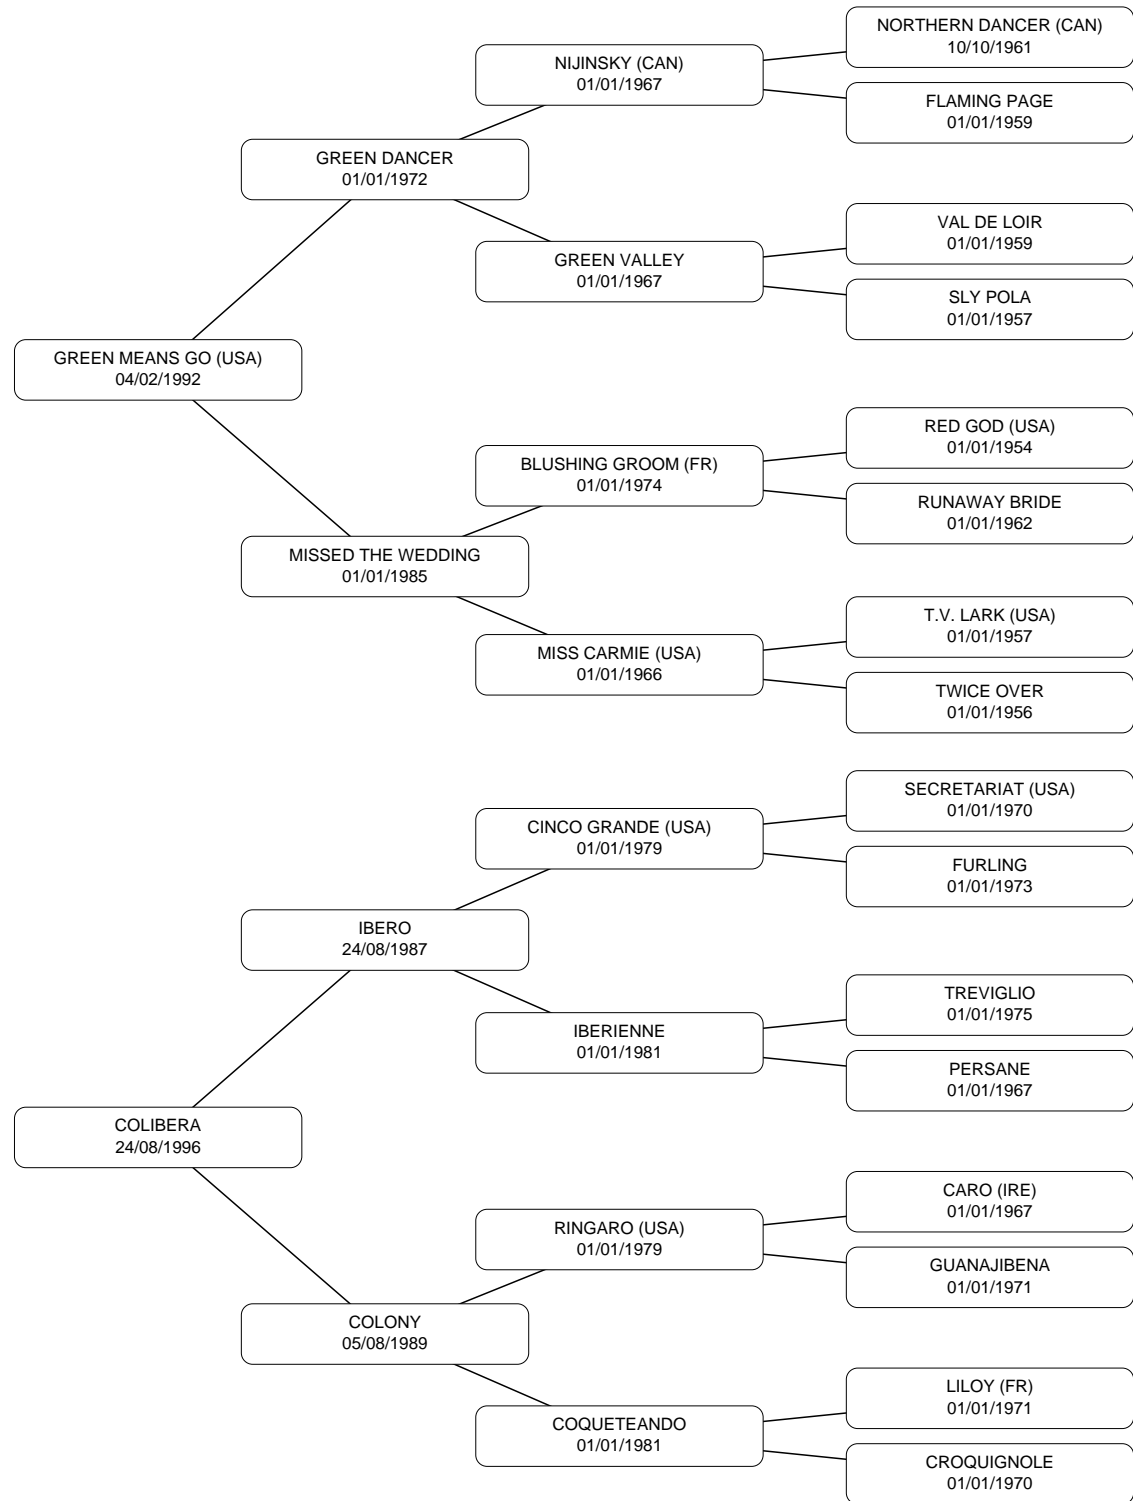 NORTHERN DANCER (CAN)
10/10/1961
NIJINSKY (CAN)
01/01/1967
FLAMING PAGE
01/01/1959
GREEN DANCER
01/01/1972
VAL DE LOIR
01/01/1959
GREEN VALLEY
01/01/1967
SLY POLA
01/01/1957
GREEN MEANS GO (USA)
04/02/1992
RED GOD (USA)
01/01/1954
BLUSHING GROOM (FR)
01/01/1974
RUNAWAY BRIDE
01/01/1962
MISSED THE WEDDING
01/01/1985
T.V. LARK (USA)
01/01/1957
MISS CARMIE (USA)
01/01/1966
TWICE OVER
01/01/1956
SECRETARIAT (USA)
01/01/1970
CINCO GRANDE (USA)
01/01/1979
FURLING
01/01/1973
IBERO
24/08/1987
TREVIGLIO
01/01/1975
IBERIENNE
01/01/1981
PERSANE
01/01/1967
COLIBERA
24/08/1996
CARO (IRE)
01/01/1967
RINGARO (USA)
01/01/1979
GUANAJIBENA
01/01/1971
COLONY
05/08/1989
LILOY (FR)
01/01/1971
COQUETEANDO
01/01/1981
CROQUIGNOLE
01/01/1970